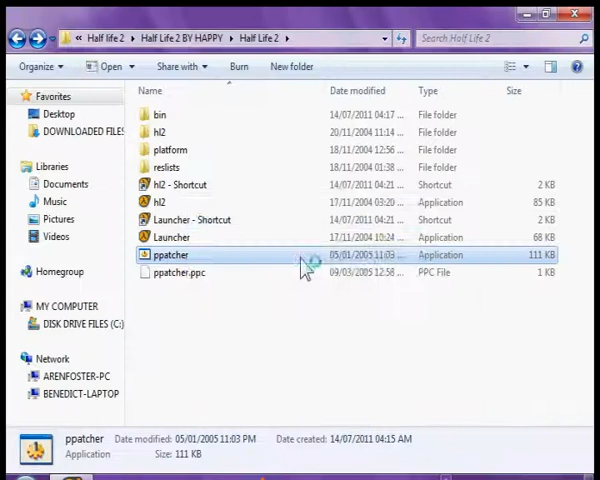 « Half life 2 Half Life 2 BY HAPPY Half Life 2 Search Half Life 2
Organize Open Share with Burn New folder
Name Date modified Type Size
Favorites
Desktop
DOWNLOADED FILES
Libraries
Documents
Music
Pictures
Videos
Homegroup
MY COMPUTER
DISK DRIVE FILES (C:)
Network
ARENFOSTER-PC
BENEDICT-LAPTOP
bin 14/07/2011 04:17 ... File folder
hl2 20/11/2004 11:14 ... File folder
platform 18/11/2004 12:56 ... File folder
reslists 18/11/2004 01:38 ... File folder
hl2 - Shortcut 14/07/2011 04:21 ... Shortcut 2 KB
hl2 17/11/2004 03:20 ... Application 85 KB
Launcher - Shortcut 14/07/2011 04:21 ... Shortcut 2 KB
Launcher 17/11/2004 10:24 ... Application 68 KB
ppatcher 05/01/2005 11:03 ... Application 111 KB
ppatcher.ppc 09/03/2005 12:58 ... PPC File 1 KB
ppatcher Date modified: 05/01/2005 11:03 PM Date created: 14/07/2011 04:15 AM
Application Size: 111 KB